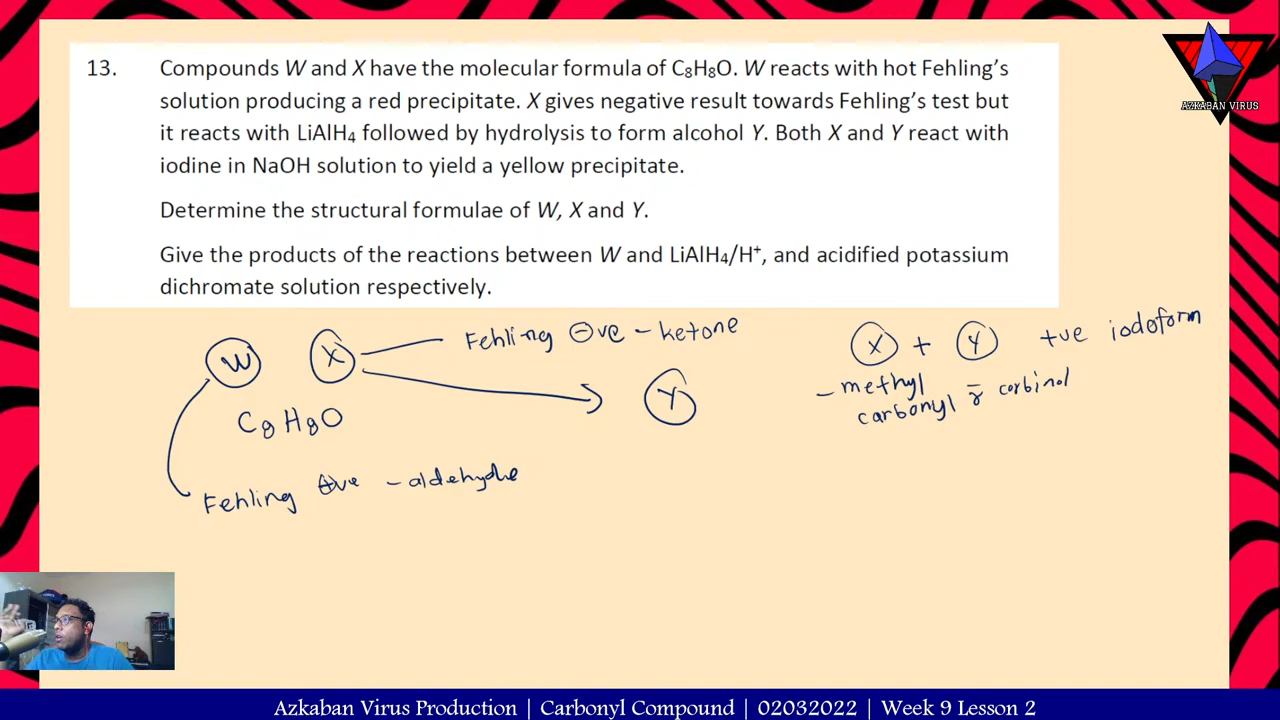 13. Compounds W and X have the molecular formula of C₈H₈O. W reacts with hot Fehling's
solution producing a red precipitate. X gives negative result towards Fehling's test but
it reacts with LiAlH₄ followed by hydrolysis to form alcohol Y. Both X and Y react with
iodine in NaOH solution to yield a yellow precipitate.
Determine the structural formulae of W, X and Y.
Give the products of the reactions between W and LiAlH₄/H⁺, and acidified potassium
dichromate solution respectively.
AZKABAN VIRUS
W X Fehling ⊖ve - ketone
X + Y +ve iodoform
Y
- methyl
carbonyl carbinol
C₈H₈O
Fehling ⊕ve - aldehyde
Azkaban Virus Production | Carbonyl Compound | 02032022 | Week 9 Lesson 2